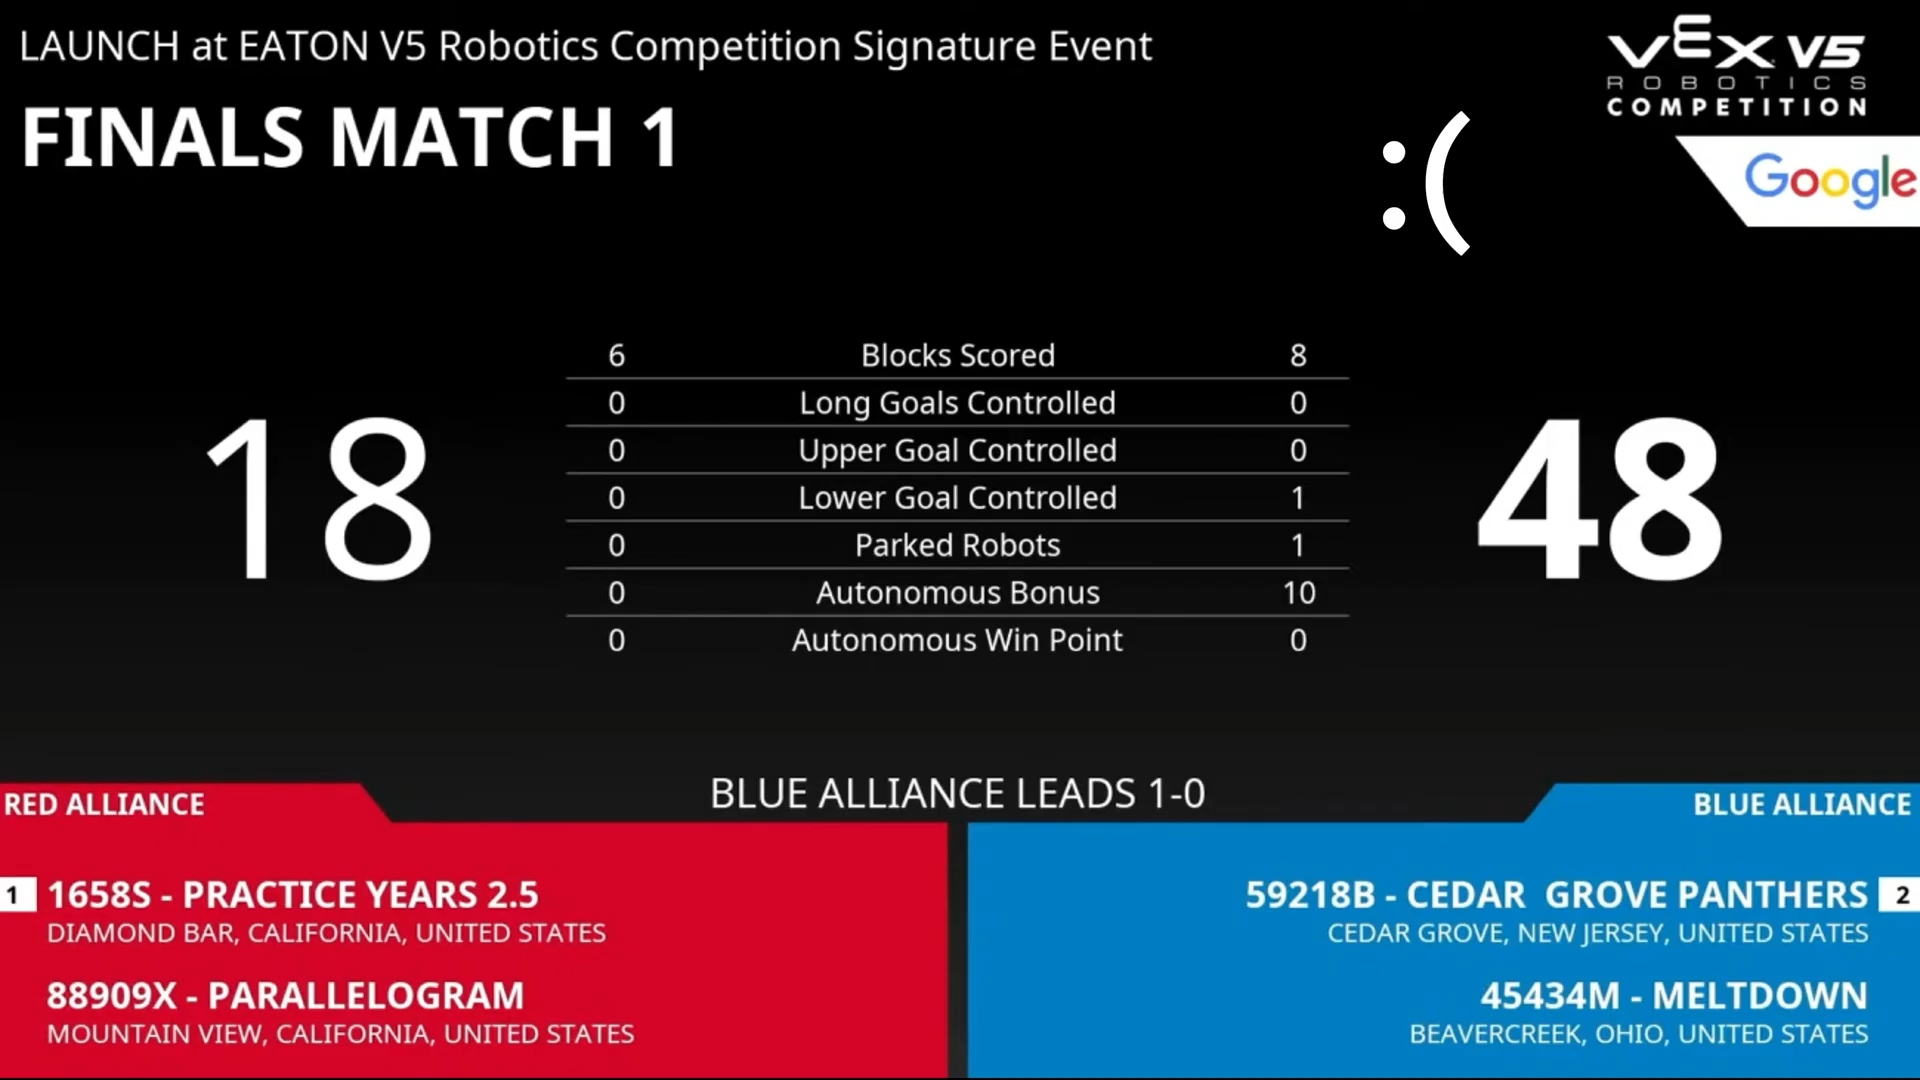 LAUNCH at EATON V5 Robotics Competition Signature Event
FINALS MATCH 1
:(
VEX V5
ROBOTICS
COMPETITION
Google
18
48
6 Blocks Scored 8
0 Long Goals Controlled 0
0 Upper Goal Controlled 0
0 Lower Goal Controlled 1
0 Parked Robots 1
0 Autonomous Bonus 10
0 Autonomous Win Point 0
BLUE ALLIANCE LEADS 1-0
RED ALLIANCE
1 1658S - PRACTICE YEARS 2.5
DIAMOND BAR, CALIFORNIA, UNITED STATES
88909X - PARALLELOGRAM
MOUNTAIN VIEW, CALIFORNIA, UNITED STATES
BLUE ALLIANCE
59218B - CEDAR  GROVE PANTHERS 2
CEDAR GROVE, NEW JERSEY, UNITED STATES
45434M - MELTDOWN
BEAVERCREEK, OHIO, UNITED STATES